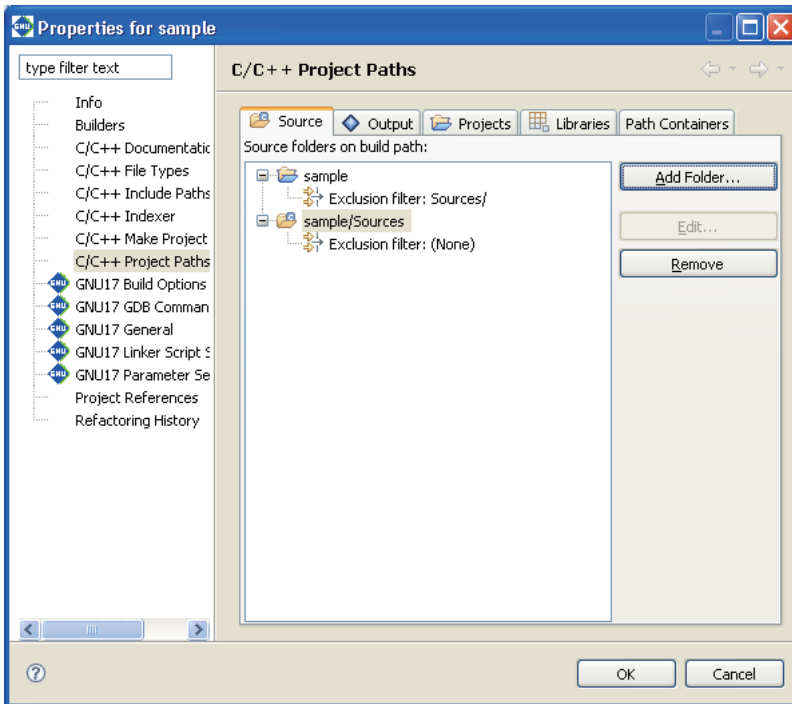 Properties for sample
type filter text
Info
Builders
C/C++ Documentatic
C/C++ File Types
C/C++ Include Paths
C/C++ Indexer
C/C++ Make Project
C/C++ Project Paths
GNU17 Build Options
GNU17 GDB Comman
GNU17 General
GNU17 Linker Script S
GNU17 Parameter Se
Project References
Refactoring History
C/C++ Project Paths
Source Output Projects Libraries Path Containers
Source folders on build path:
sample
Exclusion filter: Sources/
sample/Sources
Exclusion filter: (None)
Add Folder...
Edit...
Remove
OK Cancel